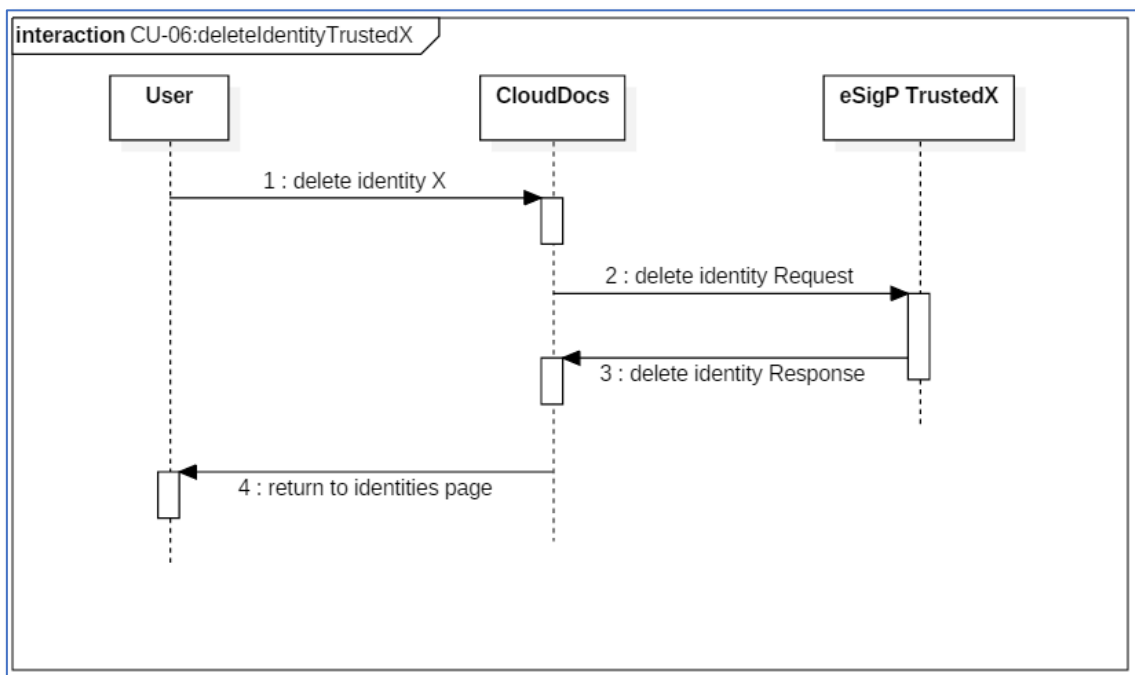 interaction CU-06:deleteIdentityTrustedX
User
CloudDocs
eSigP TrustedX
1 : delete identity X
2 : delete identity Request
3 : delete identity Response
4 : return to identities page